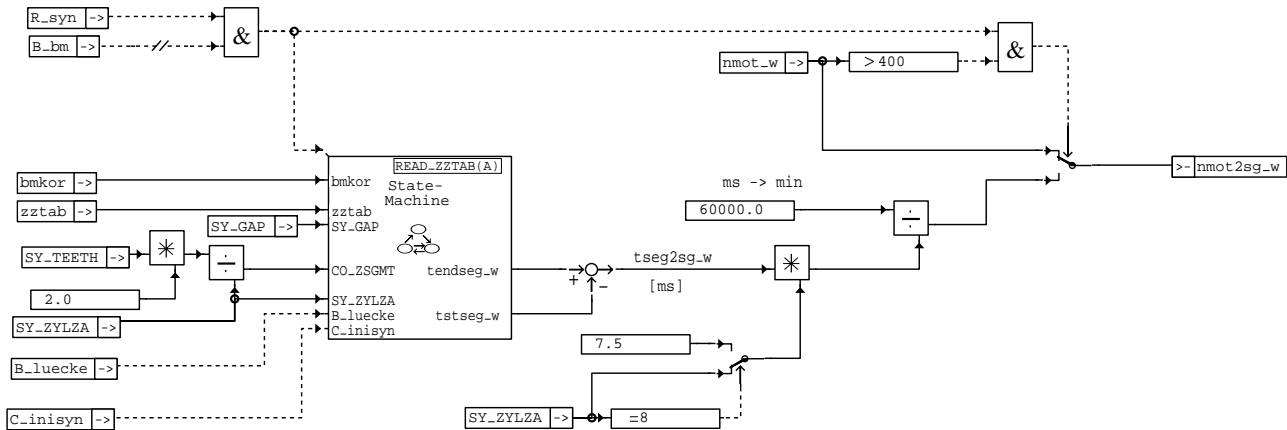 R_syn ->
B_bm ->
&
&
nmot_w ->
>400
READ_ZZTAB(A)
State-
Machine
bmkor ->
bmkor
zztab ->
zztab
SY_GAP ->
SY_GAP
SY_TEETH ->
*
÷
CO_ZSGMT
2.0
SY_ZYLZA ->
SY_ZYLZA
B_luecke
C_inisyn
tendseg_w
tstseg_w
+
−
tseg2sg_w
[ms]
*
ms -> min
60000.0
÷
>- nmot2sg_w
B_luecke ->
7.5
C_inisyn ->
SY_ZYLZA ->
=8